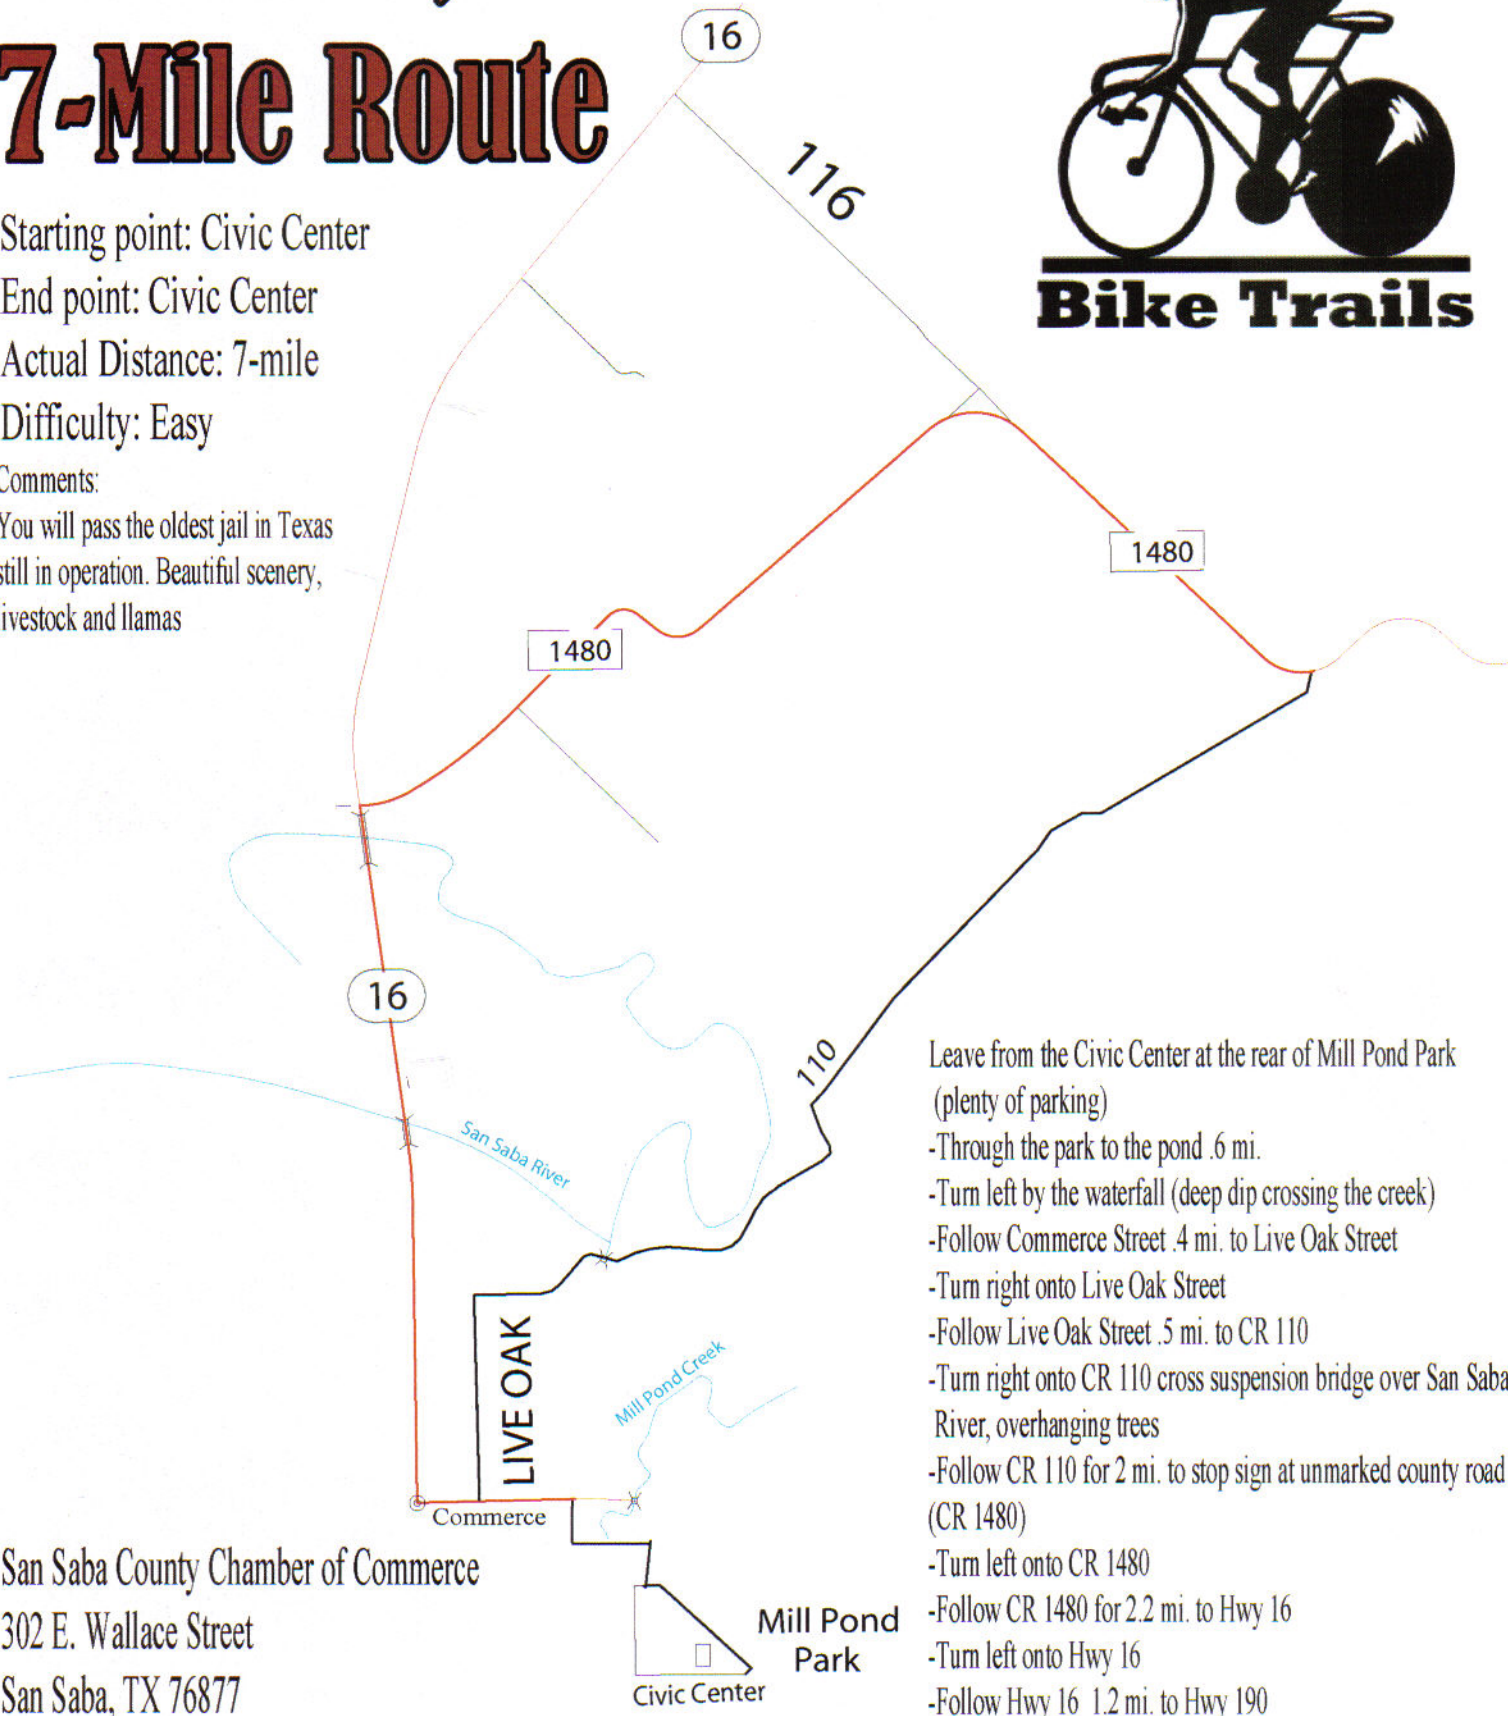 16
7-Mile Route
116
Bike Trails
Starting point: Civic Center
End point: Civic Center
Actual Distance: 7-mile
Difficulty: Easy
Comments:
You will pass the oldest jail in Texas
still in operation. Beautiful scenery,
ivestock and llamas
1480
1480
16
110
San Saba River
LIVE OAK
Mill Pond Creek
Commerce
Mill Pond
Park
Civic Center
Leave from the Civic Center at the rear of Mill Pond Park
(plenty of parking)
-Through the park to the pond .6 mi.
-Turn left by the waterfall (deep dip crossing the creek)
-Follow Commerce Street .4 mi. to Live Oak Street
-Turn right onto Live Oak Street
-Follow Live Oak Street .5 mi. to CR 110
-Turn right onto CR 110 cross suspension bridge over San Saba
River, overhanging trees
-Follow CR 110 for 2 mi. to stop sign at unmarked county road
(CR 1480)
-Turn left onto CR 1480
-Follow CR 1480 for 2.2 mi. to Hwy 16
-Turn left onto Hwy 16
-Follow Hwy 16 1.2 mi. to Hwy 190
San Saba County Chamber of Commerce
302 E. Wallace Street
San Saba, TX 76877